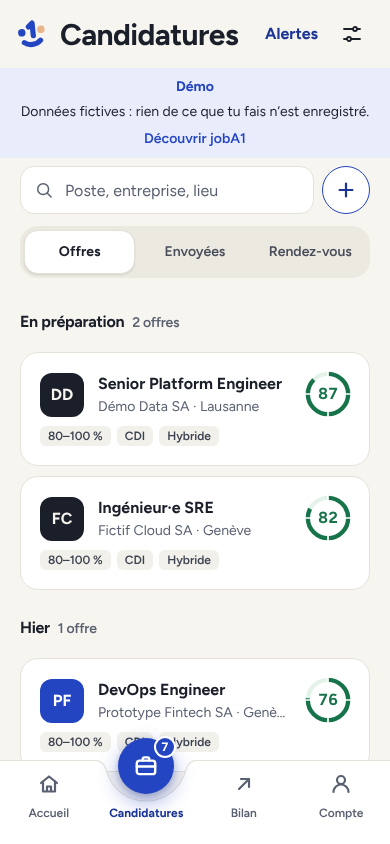 Candidatures
Alertes
Démo
Données fictives : rien de ce que tu fais n'est enregistré.
Découvrir jobA1
Poste, entreprise, lieu
Offres
Envoyées
Rendez-vous
En préparation 2 offres
DD
Senior Platform Engineer
87
Démo Data SA · Lausanne
80–100 %
CDI
Hybride
FC
Ingénieur·e SRE
82
Fictif Cloud SA · Genève
80–100 %
CDI
Hybride
Hier 1 offre
PF
DevOps Engineer
76
Prototype Fintech SA · Genè…
80–100 %
7
Accueil
Candidatures
Bilan
Compte